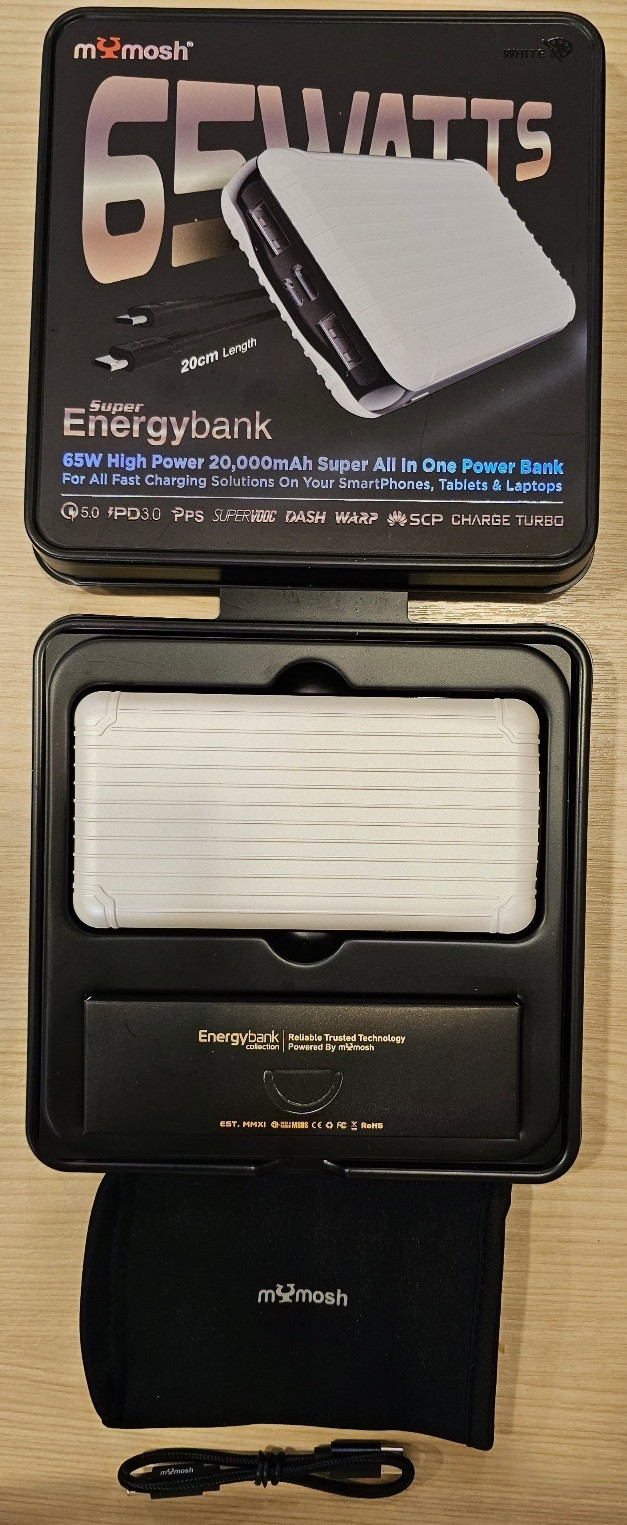 mymosh®
WHITE
65WATTS
20cm Length
Super
Energybank
65W High Power 20,000mAh Super All In One Power Bank
For All Fast Charging Solutions On Your SmartPhones, Tablets & Laptops
5.0 PD3.0 PPS SUPERVOOC DASH WARP SCP CHARGE TURBO
Energybank
collection
Reliable Trusted Technology
Powered By mymosh
EST. MMXI CE FC RoHS
mymosh
mymosh